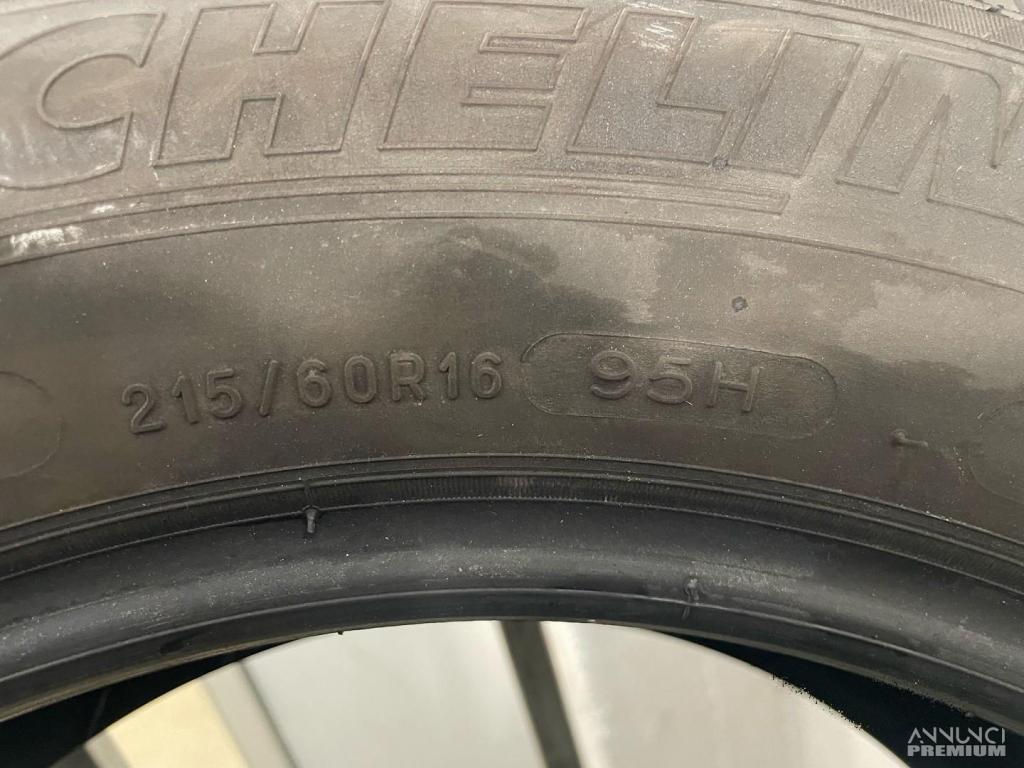 CHELIN
215/60R16 95H
ANNUNCI
PREMIUM